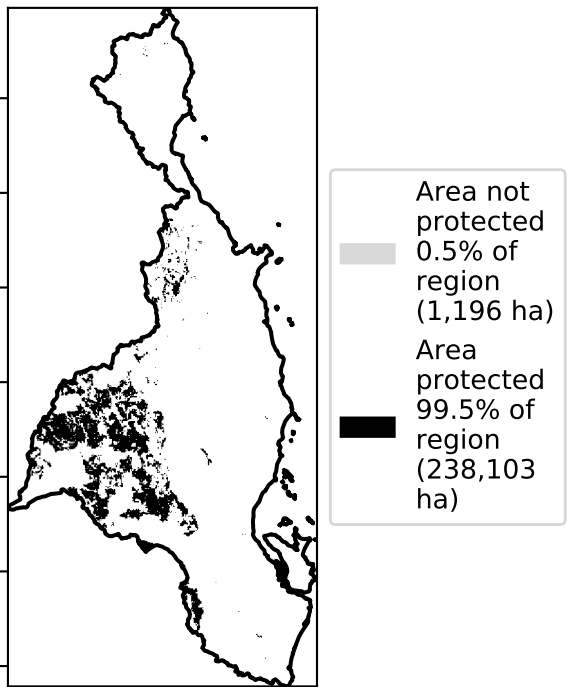 Area not
protected
0.5% of
region
(1,196 ha)
Area
protected
99.5% of
region
(238,103
ha)